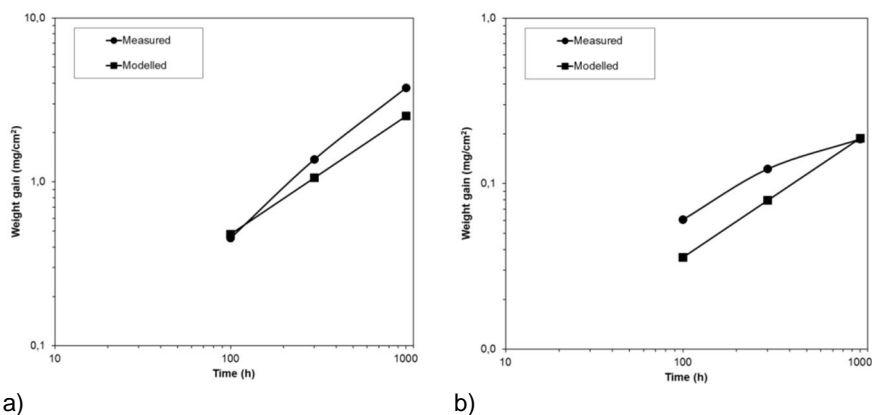 10,0
1,0
0,1
Weight gain (mg/cm²)
Measured
Modelled
10
100
1000
Time (h)
a)
1,0
0,1
0,0
Weight gain (mg/cm²)
Measured
Modelled
10
100
1000
Time (h)
b)